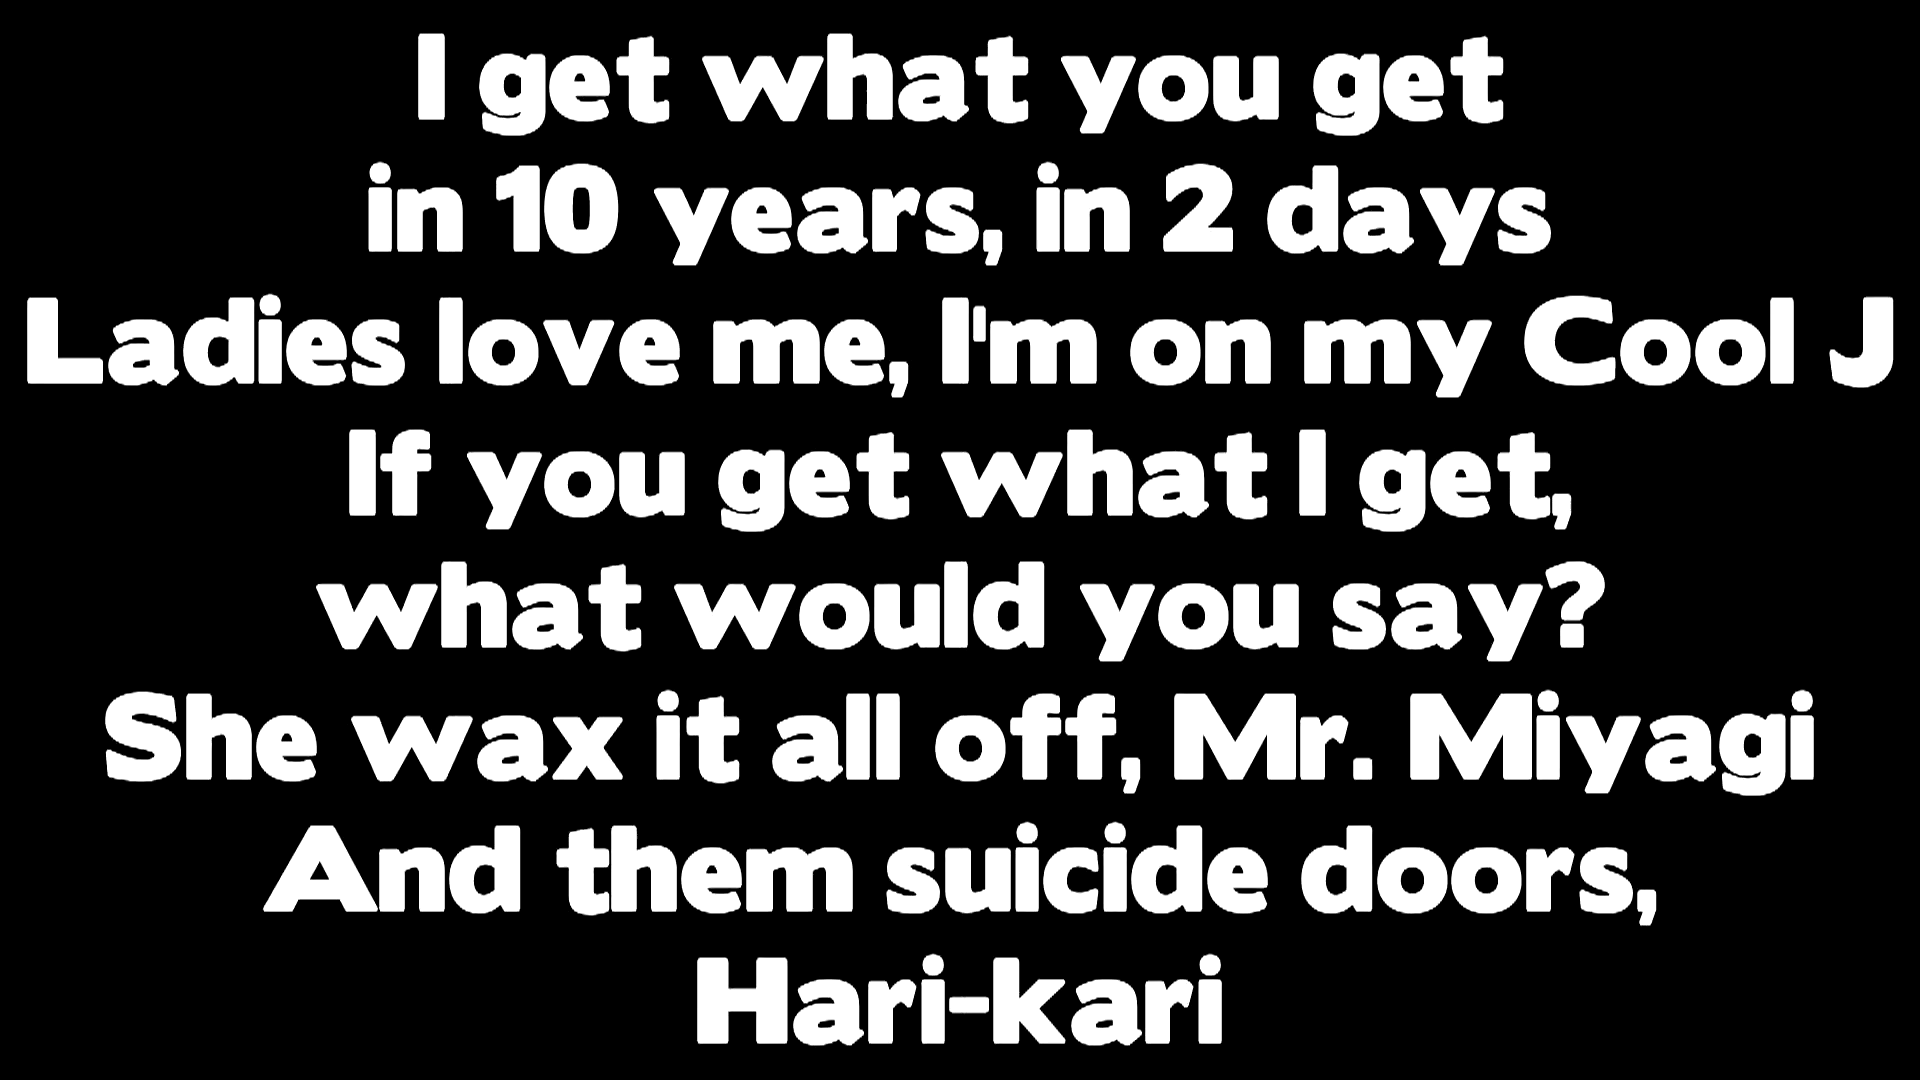 I get what you get
in 10 years, in 2 days
Ladies love me, I'm on my Cool J
If you get what I get,
what would you say?
She wax it all off, Mr. Miyagi
And them suicide doors,
Hari-kari